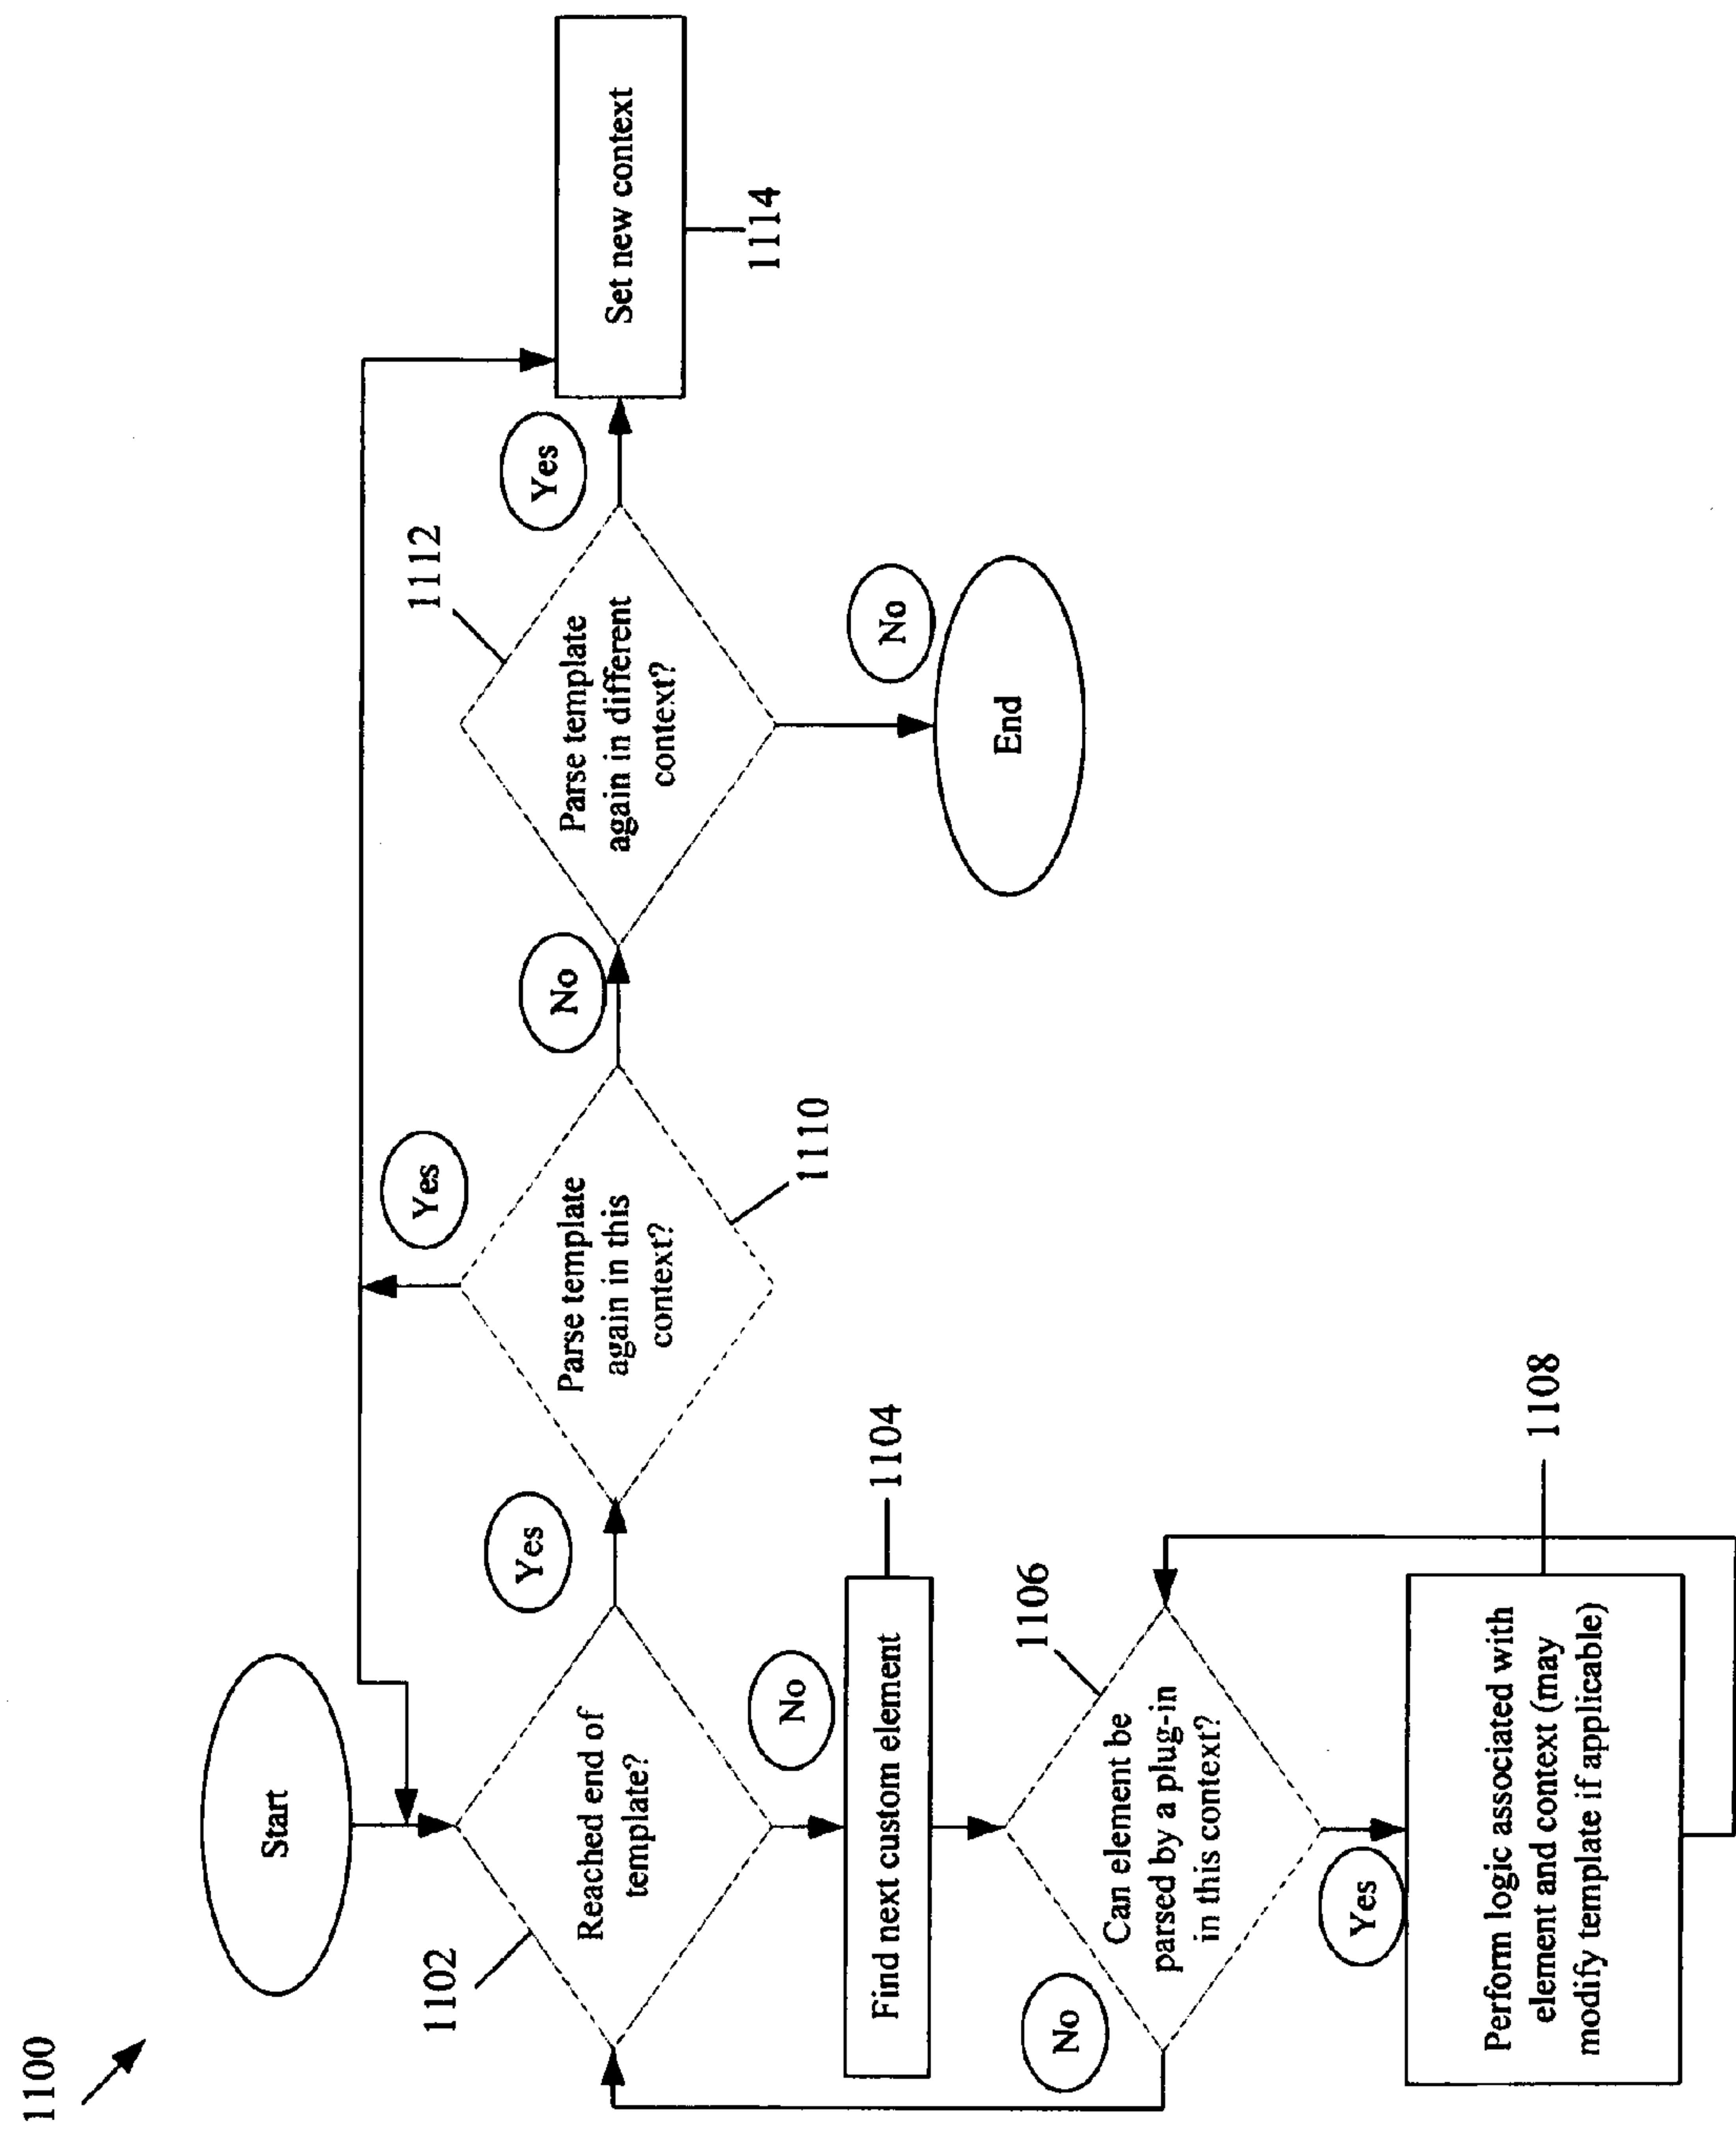 1100
Start
1102
Reached end of
template?
Yes
Parse template
again in this
context?
Yes
1110
No
Parse template
again in different
context?
1112
Yes
Set new context
1114
No
End
No
Find next custom element
1104
Can element be
parsed by a plug-in
in this context?
1106
No
Yes
Perform logic associated with
element and context (may
modify template if applicable)
1108